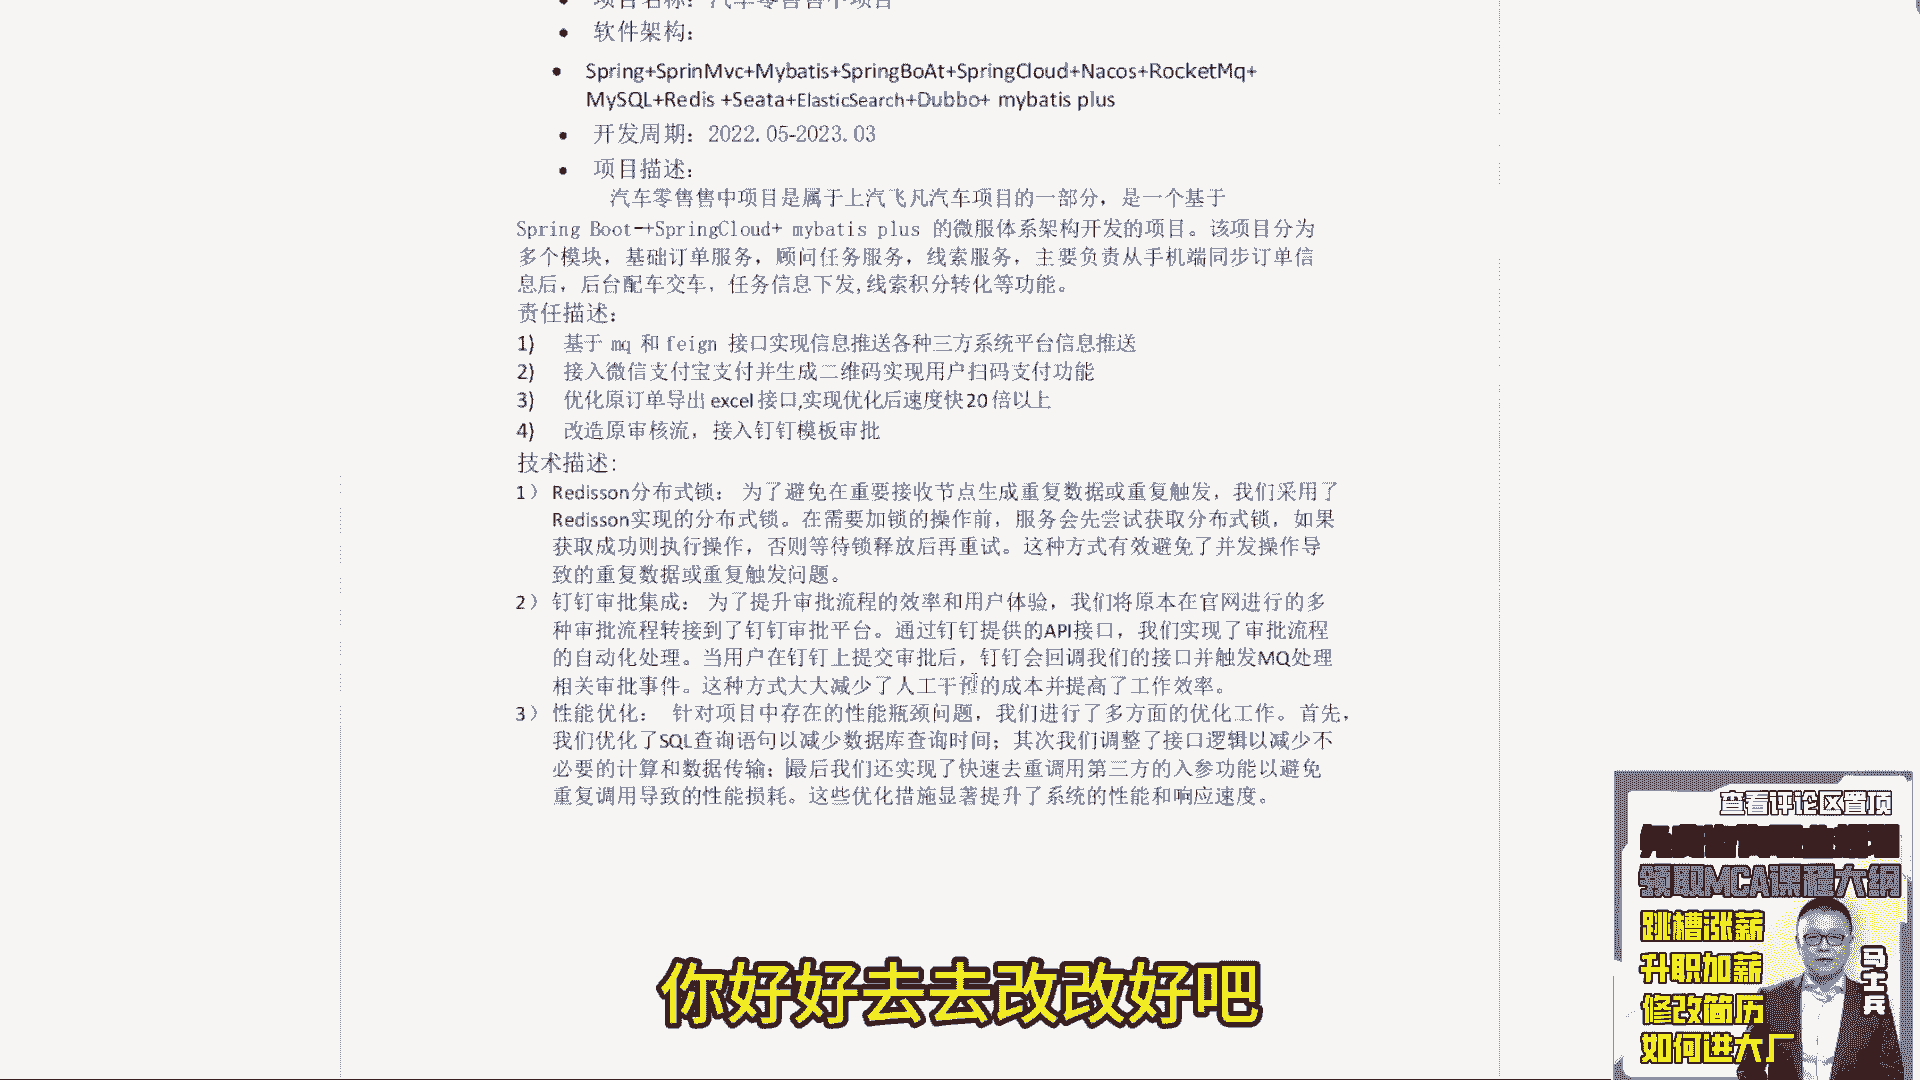 项目名称：汽车零售售中项目
软件架构：
Spring+SprinMvc+Mybatis+SpringBoAt+SpringCloud+Nacos+RocketMq+
MySQL+Redis +Seata+ElasticSearch+Dubbo+ mybatis plus
开发周期：2022.05-2023.03
项目描述：
汽车零售售中项目是属于上汽飞凡汽车项目的一部分，是一个基于
Spring Boot-+SpringCloud+ mybatis plus 的微服体系架构开发的项目。该项目分为
多个模块，基础订单服务，顾问任务服务，线索服务，主要负责从手机端同步订单信
息后，后台配车交车，任务信息下发,线索积分转化等功能。
责任描述：
1) 基于 mq 和 feign 接口实现信息推送各种三方系统平台信息推送
2) 接入微信支付宝支付并生成二维码实现用户扫码支付功能
3) 优化原订单导出 excel 接口,实现优化后速度快 20 倍以上
4) 改造原审核流，接入钉钉模板审批
技术描述:
1） Redisson分布式锁： 为了避免在重要接收节点生成重复数据或重复触发，我们采用了
Redisson实现的分布式锁。在需要加锁的操作前，服务会先尝试获取分布式锁，如果
获取成功则执行操作，否则等待锁释放后再重试。这种方式有效避免了并发操作导
致的重复数据或重复触发问题。
2） 钉钉审批集成： 为了提升审批流程的效率和用户体验，我们将原本在官网进行的多
种审批流程转接到了钉钉审批平台。通过钉钉提供的API接口，我们实现了审批流程
的自动化处理。当用户在钉钉上提交审批后，钉钉会回调我们的接口并触发MQ处理
相关审批事件。这种方式大大减少了人工干预的成本并提高了工作效率。
3） 性能优化： 针对项目中存在的性能瓶颈问题，我们进行了多方面的优化工作。首先，
我们优化了SQL查询语句以减少数据库查询时间；其次我们调整了接口逻辑以减少不
必要的计算和数据传输；最后我们还实现了快速去重调用第三方的入参功能以避免
重复调用导致的性能损耗。这些优化措施显著提升了系统的性能和响应速度。
查看评论区置顶
领取MCA课程大纲
跳槽涨薪
升职加薪
修改简历
如何进大厂
马士兵
你好好去去改改好吧